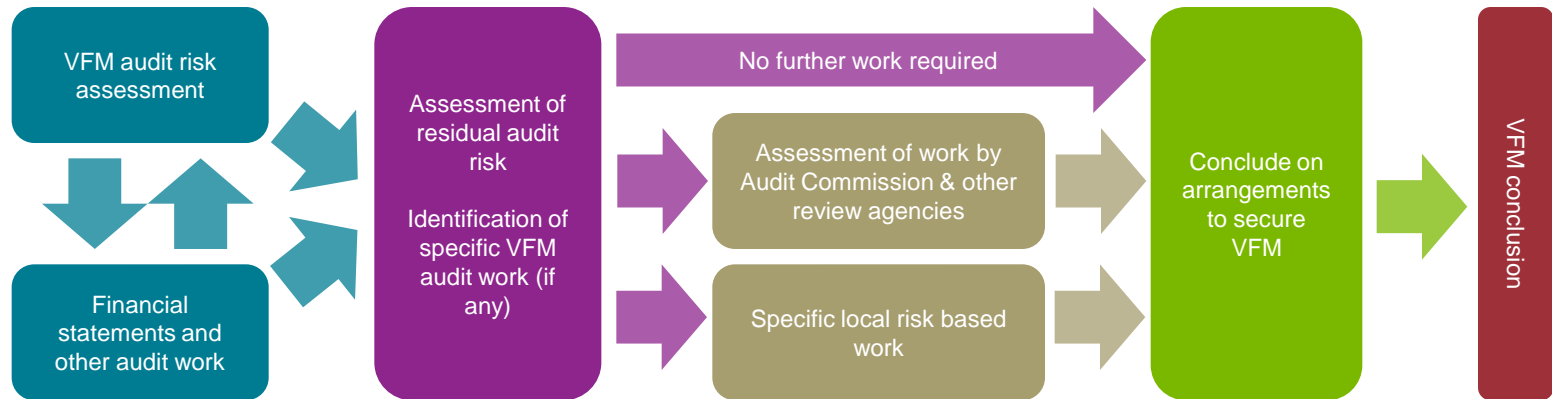 VFM audit risk
assessment
Financial
statements and
other audit work
Assessment of
residual audit
risk
Identification of
specific VFM
audit work (if
any)
No further work required
Assessment of work by
Audit Commission & other
review agencies
Specific local risk based
work
Conclude on
arrangements
to secure
VFM
VFM conclusion